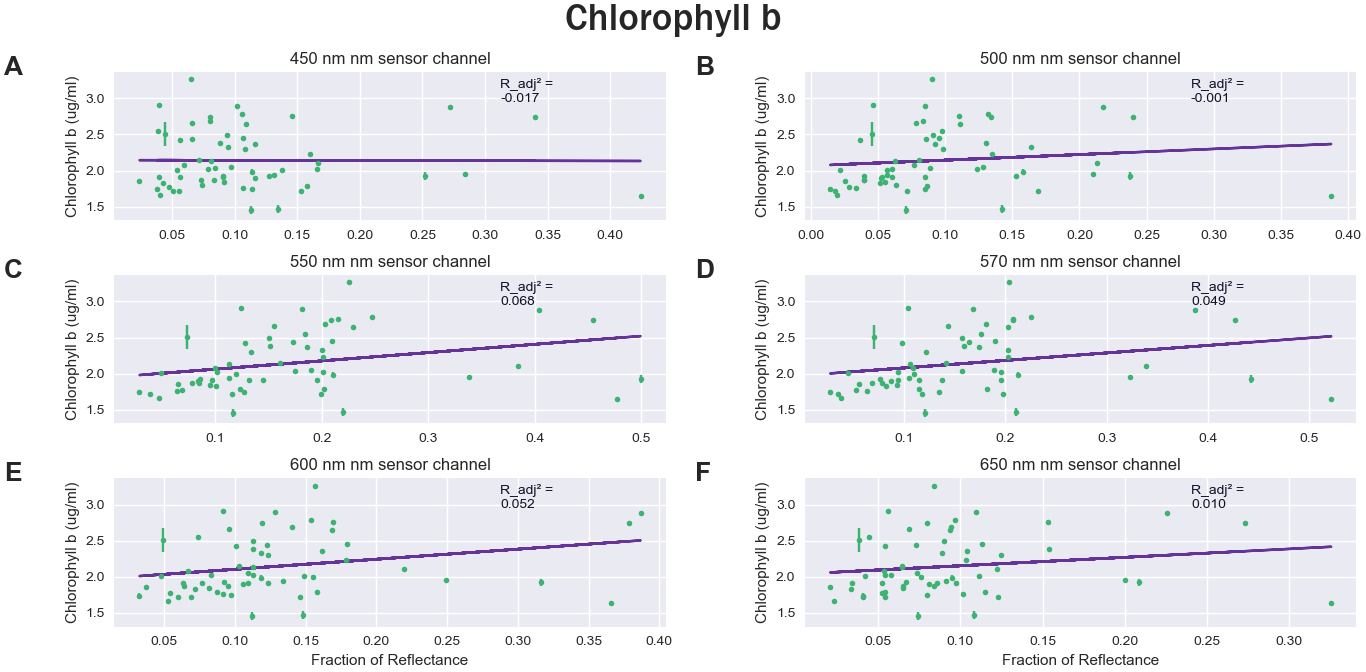 Chlorophyll b
A
450 nm nm sensor channel
Chlorophyll b (ug/ml)
3.0
2.5
2.0
1.5
R_adj² =
-0.017
0.05
0.10
0.15
0.20
0.25
0.30
0.35
0.40
B
500 nm nm sensor channel
Chlorophyll b (ug/ml)
3.0
2.5
2.0
1.5
R_adj² =
-0.001
0.00
0.05
0.10
0.15
0.20
0.25
0.30
0.35
0.40
C
550 nm nm sensor channel
Chlorophyll b (ug/ml)
3.0
2.5
2.0
1.5
R_adj² =
0.068
0.1
0.2
0.3
0.4
0.5
D
570 nm nm sensor channel
Chlorophyll b (ug/ml)
3.0
2.5
2.0
1.5
R_adj² =
0.049
0.1
0.2
0.3
0.4
0.5
E
600 nm nm sensor channel
Chlorophyll b (ug/ml)
3.0
2.5
2.0
1.5
R_adj² =
0.052
0.05
0.10
0.15
0.20
0.25
0.30
0.35
0.40
Fraction of Reflectance
F
650 nm nm sensor channel
Chlorophyll b (ug/ml)
3.0
2.5
2.0
1.5
R_adj² =
0.010
0.05
0.10
0.15
0.20
0.25
0.30
Fraction of Reflectance